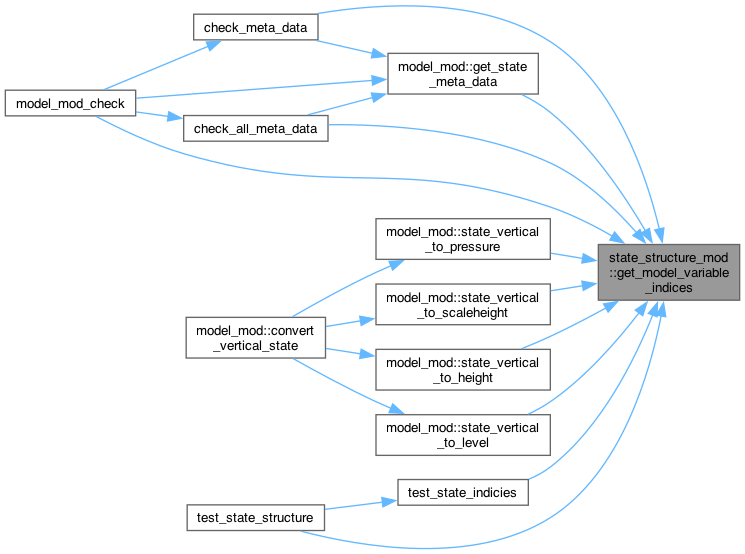 check_meta_data
model_mod::get_state
_meta_data
model_mod_check
check_all_meta_data
model_mod::state_vertical
_to_pressure
state_structure_mod
::get_model_variable
_indices
model_mod::state_vertical
_to_scaleheight
model_mod::convert
_vertical_state
model_mod::state_vertical
_to_height
model_mod::state_vertical
_to_level
test_state_indicies
test_state_structure